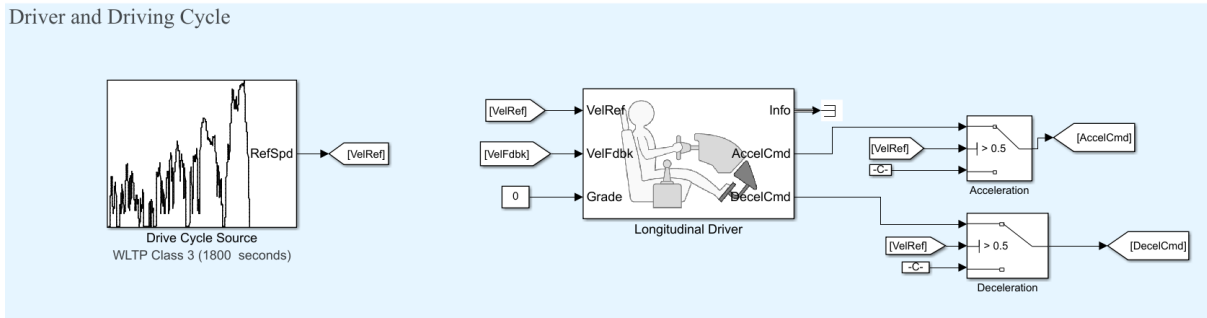 Driver and Driving Cycle
RefSpd
[VelRef]
Drive Cycle Source
WLTP Class 3 (1800 seconds)
[VelRef]
[VelFdbk]
0
VelRef
VelFdbk
Grade
Info
AccelCmd
DecelCmd
Longitudinal Driver
[VelRef]
-C-
> 0.5
Acceleration
[AccelCmd]
[VelRef]
-C-
> 0.5
Deceleration
[DecelCmd]